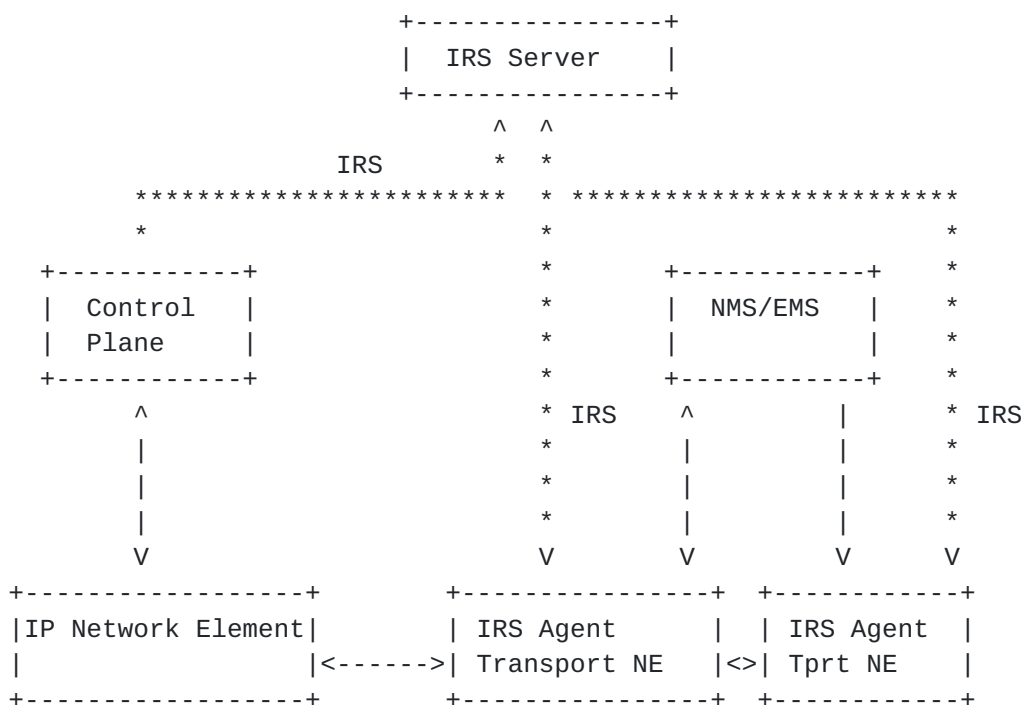 IRS Server
IRS
Control
Plane
NMS/EMS
IRS
IRS
IP Network Element
IRS Agent
Transport NE
IRS Agent
Tprt NE